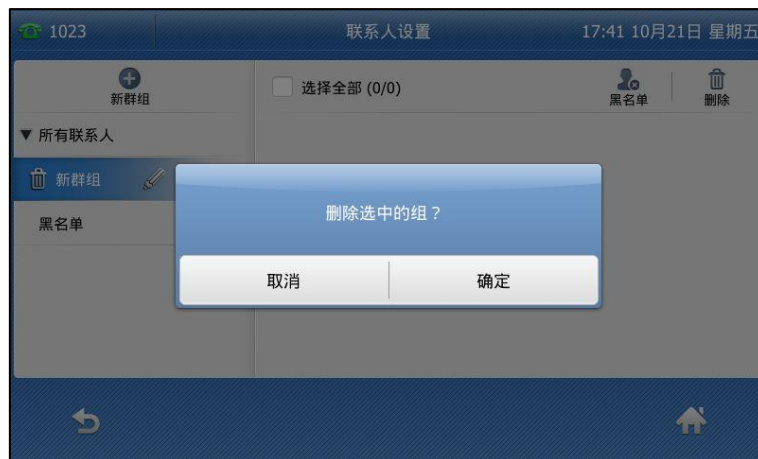 1023 联系人设置 17:41 10月21日 星期五
新群组
选择全部 (0/0)
黑名单 删除
▼ 所有联系人
新群组
黑名单
删除选中的组？
取消 确定